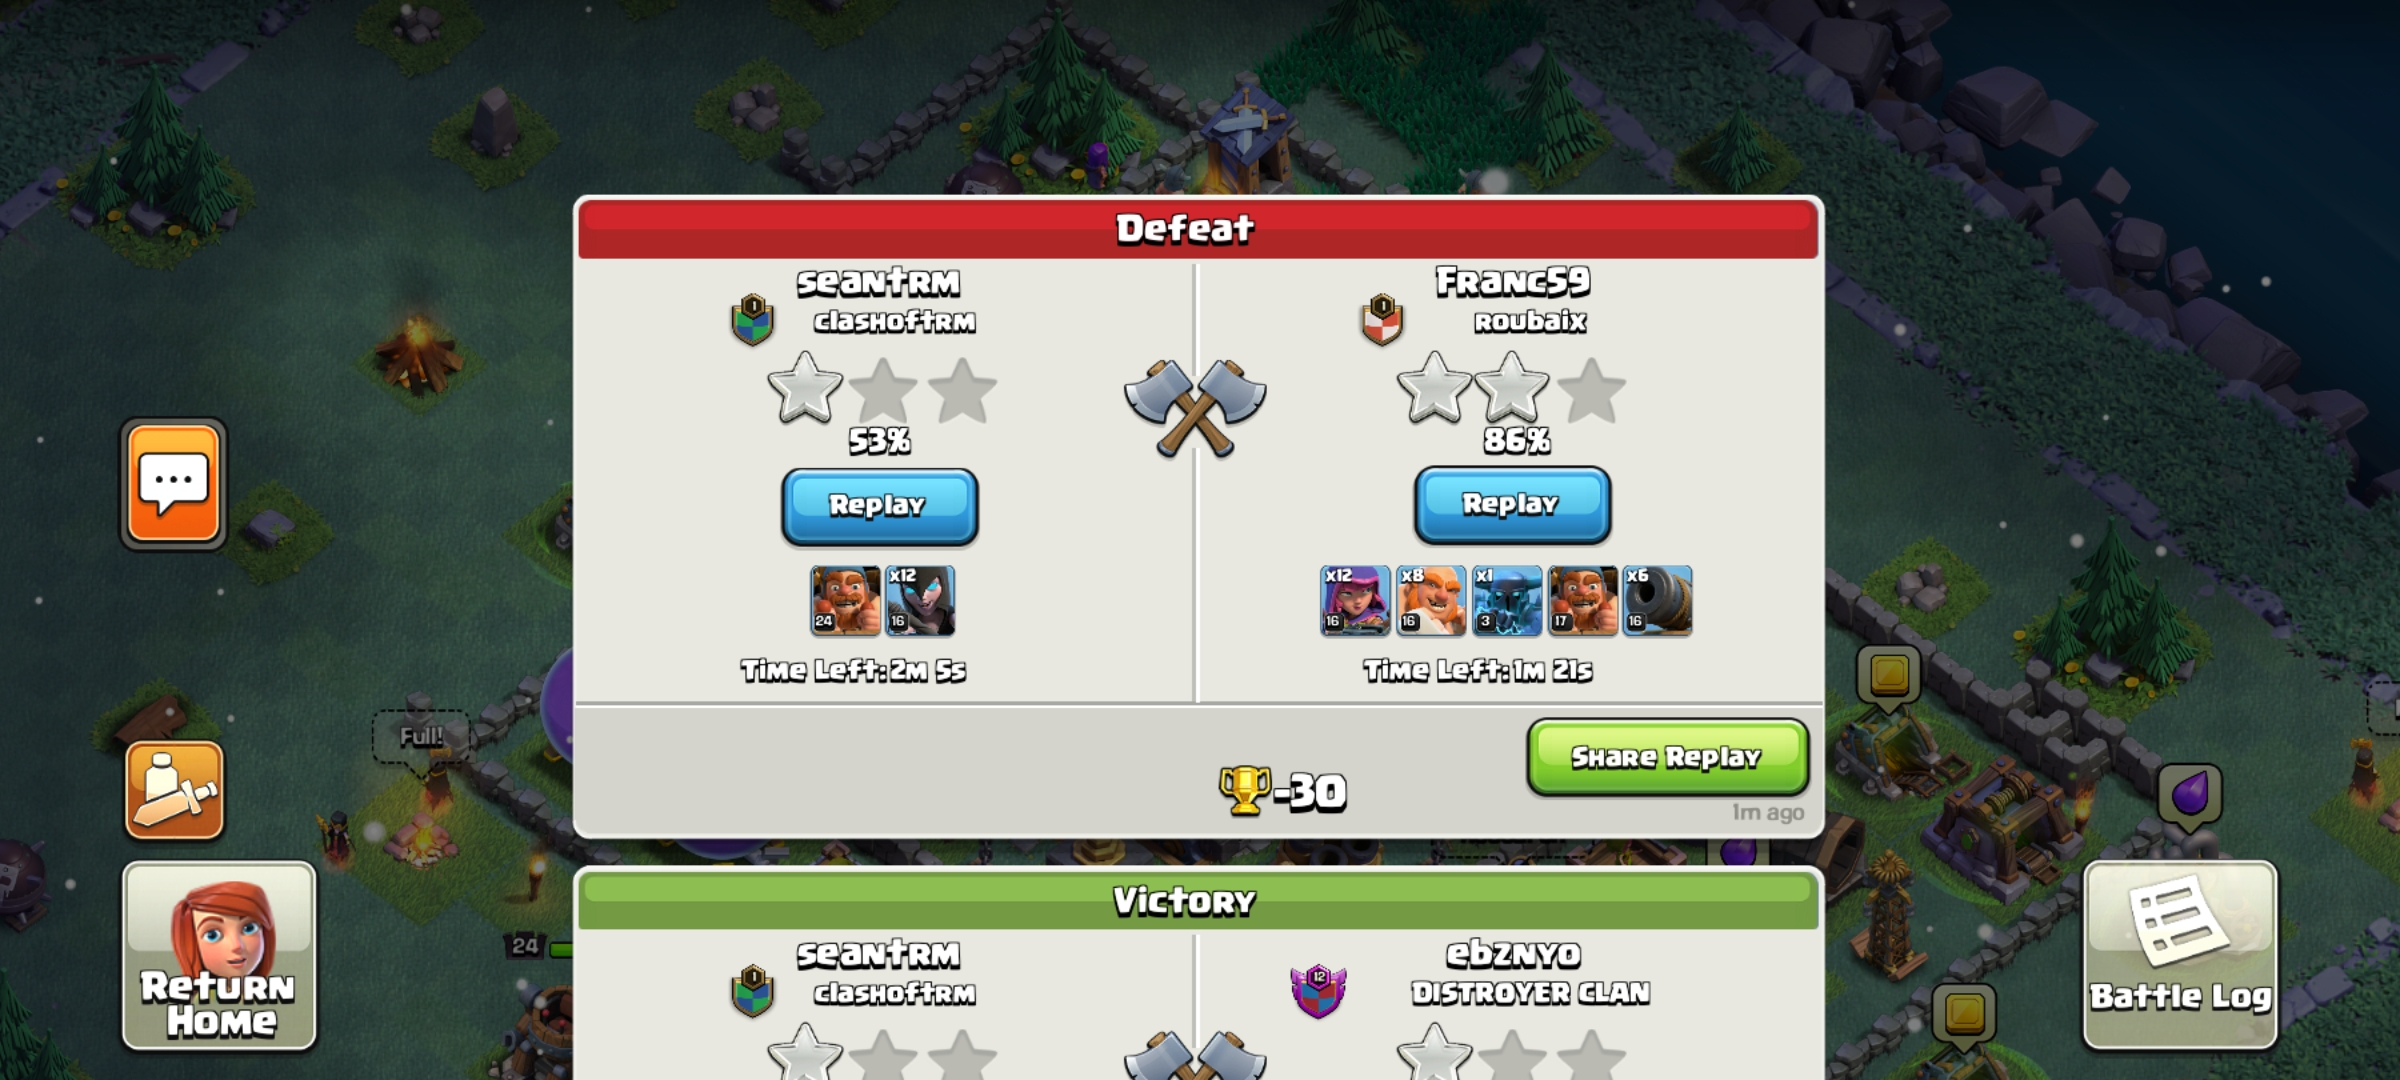 Defeat
seantrm
clashoftrm
Franc59
Roubaix
53%
86%
Replay
Replay
24
x12
16
x12
16
x8
16
x1
3
17
x6
16
Time Left: 2m 5s
Time Left: 1m 21s
Full!
Share Replay
-30
1m ago
Victory
24
seantrm
clashoftrm
ebznyo
12
DISTROYER CLAN
Return
Home
Battle Log